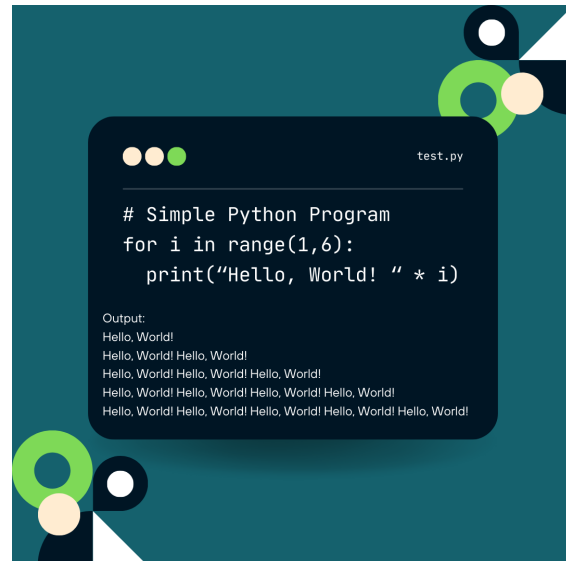 test.py
# Simple Python Program
for i in range(1,6):
  print(“Hello, World! “ * i)
Output:
Hello, World!
Hello, World! Hello, World!
Hello, World! Hello, World! Hello, World!
Hello, World! Hello, World! Hello, World! Hello, World!
Hello, World! Hello, World! Hello, World! Hello, World! Hello, World!